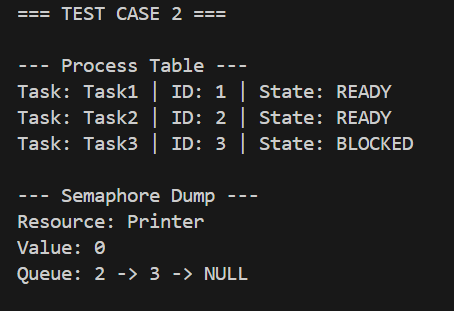 === TEST CASE 2 ===
--- Process Table ---
Task: Task1 | ID: 1 | State: READY
Task: Task2 | ID: 2 | State: READY
Task: Task3 | ID: 3 | State: BLOCKED
--- Semaphore Dump ---
Resource: Printer
Value: 0
Queue: 2 -> 3 -> NULL